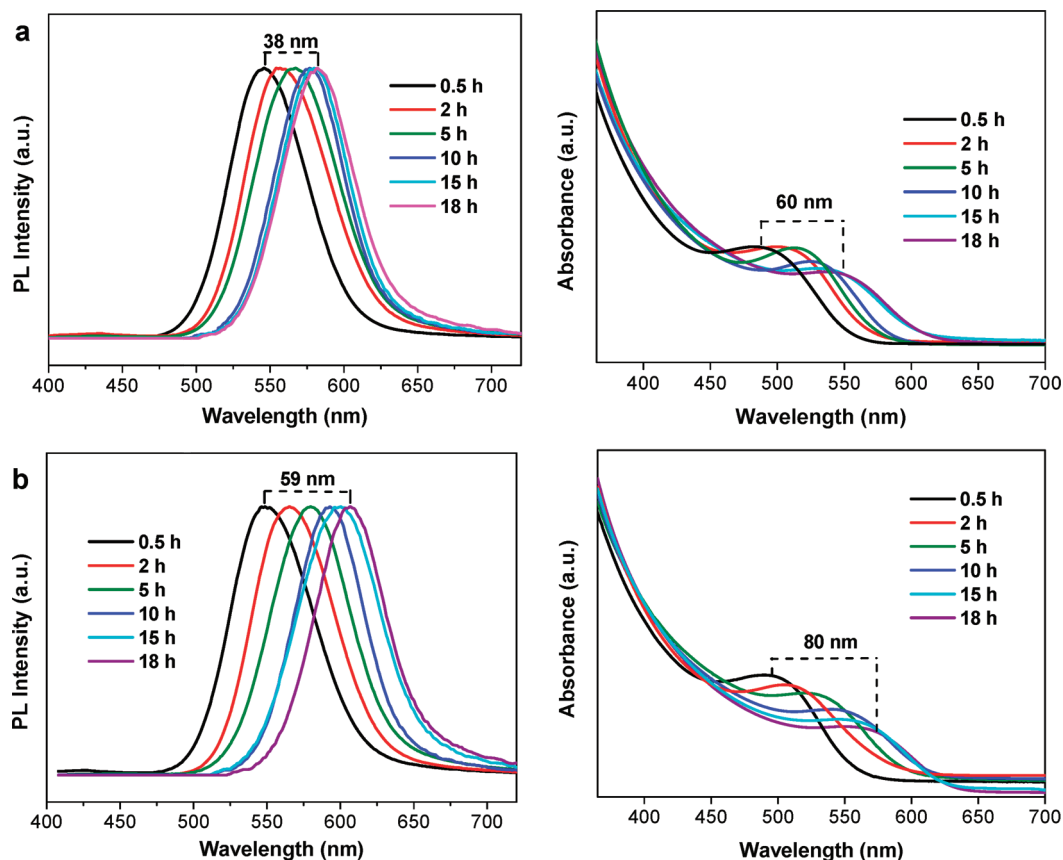 a
38 nm
0.5 h
2 h
5 h
10 h
15 h
18 h
PL Intensity (a.u.)
400 450 500 550 600 650 700
Wavelength (nm)
60 nm
0.5 h
2 h
5 h
10 h
15 h
18 h
Absorbance (a.u.)
400 450 500 550 600 650 700
Wavelength (nm)
b
59 nm
0.5 h
2 h
5 h
10 h
15 h
18 h
PL Intensity (a.u.)
400 450 500 550 600 650 700
Wavelength (nm)
80 nm
0.5 h
2 h
5 h
10 h
15 h
18 h
Absorbance (a.u.)
400 450 500 550 600 650 700
Wavelength (nm)